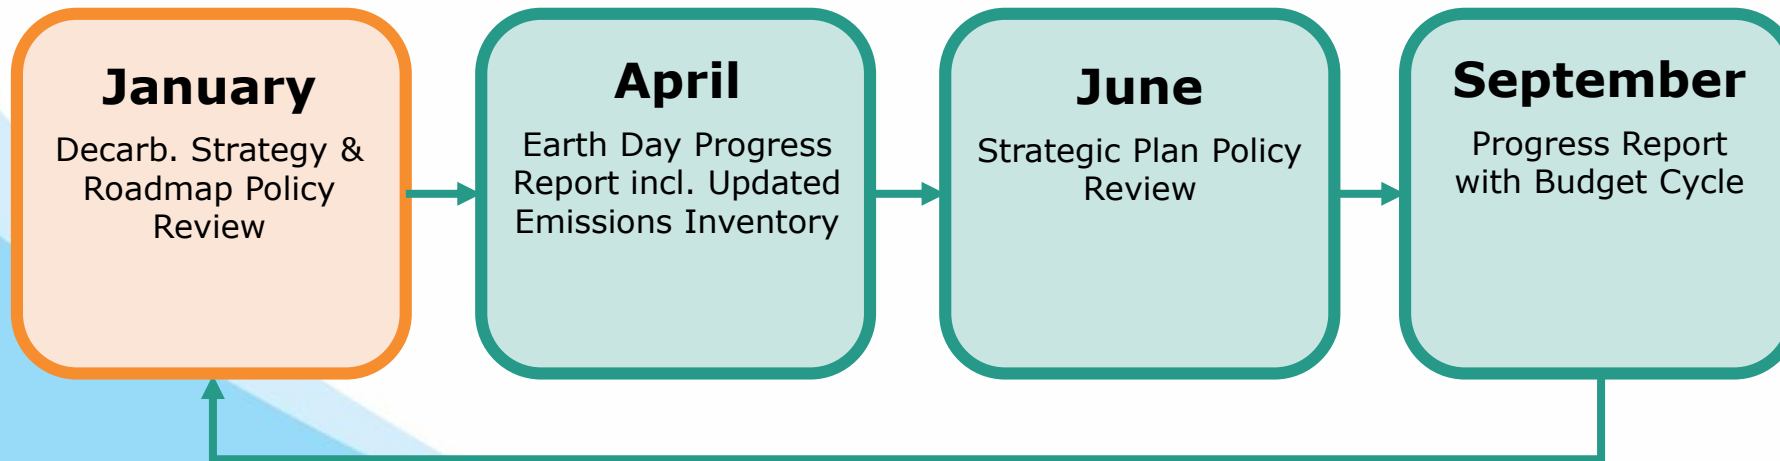 January
Decarb. Strategy &
Roadmap Policy
Review
April
Earth Day Progress
Report incl. Updated
Emissions Inventory
June
Strategic Plan Policy
Review
September
Progress Report
with Budget Cycle